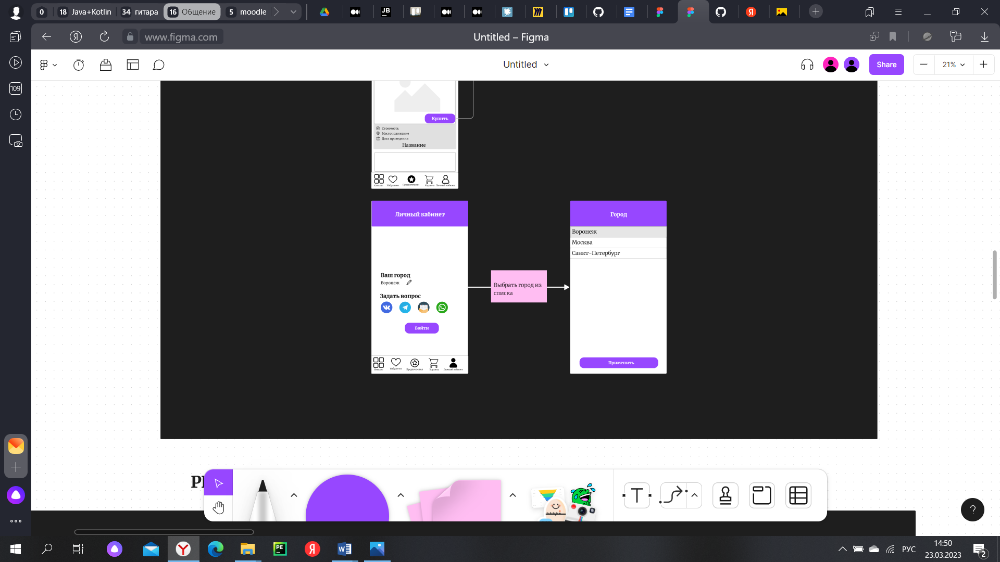 0
18 Java+Kotlin
34 гитара
16 Общение
5 moodle
www.figma.com
Untitled – Figma
109
Untitled
Share
21%
Купить
Стоимость
Местоположение
Дата проведения
Название
Каталог Избранное Предпочтения Корзина Личный кабинет
Личный кабинет
Ваш город
Воронеж
Задать вопрос
Войти
Каталог Избранное Предпочтения Корзина Личный кабинет
Выбрать город из
списка
Город
Воронеж
Москва
Санкт-Петербург
Применить
T
?
PE
W
РУС
14:50
23.03.2023
2